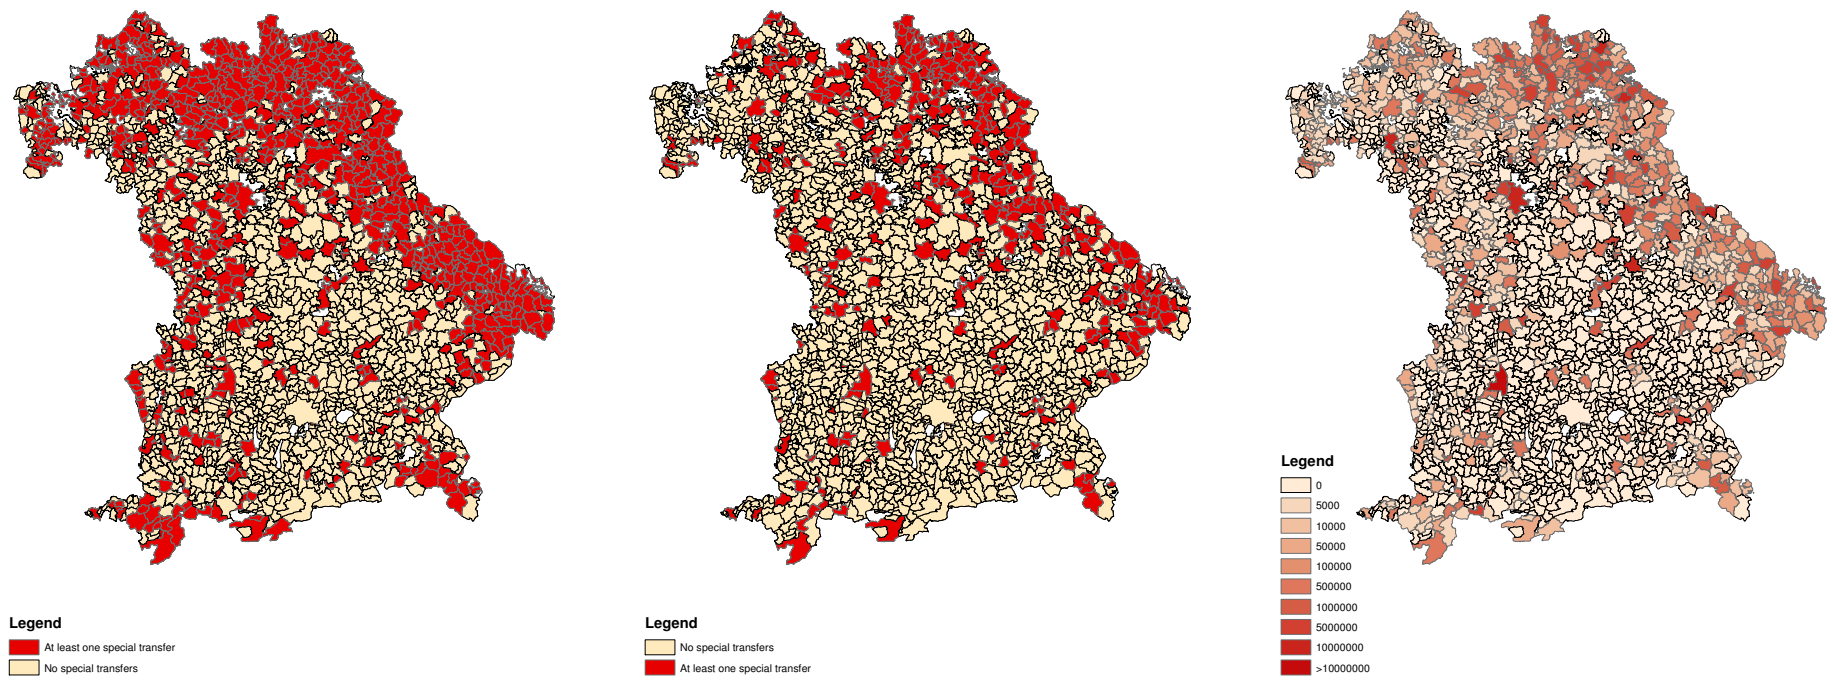 Legend
At least one special transfer
No special transfers
Legend
No special transfers
At least one special transfer
Legend
0
5000
10000
50000
100000
500000
1000000
5000000
10000000
>10000000